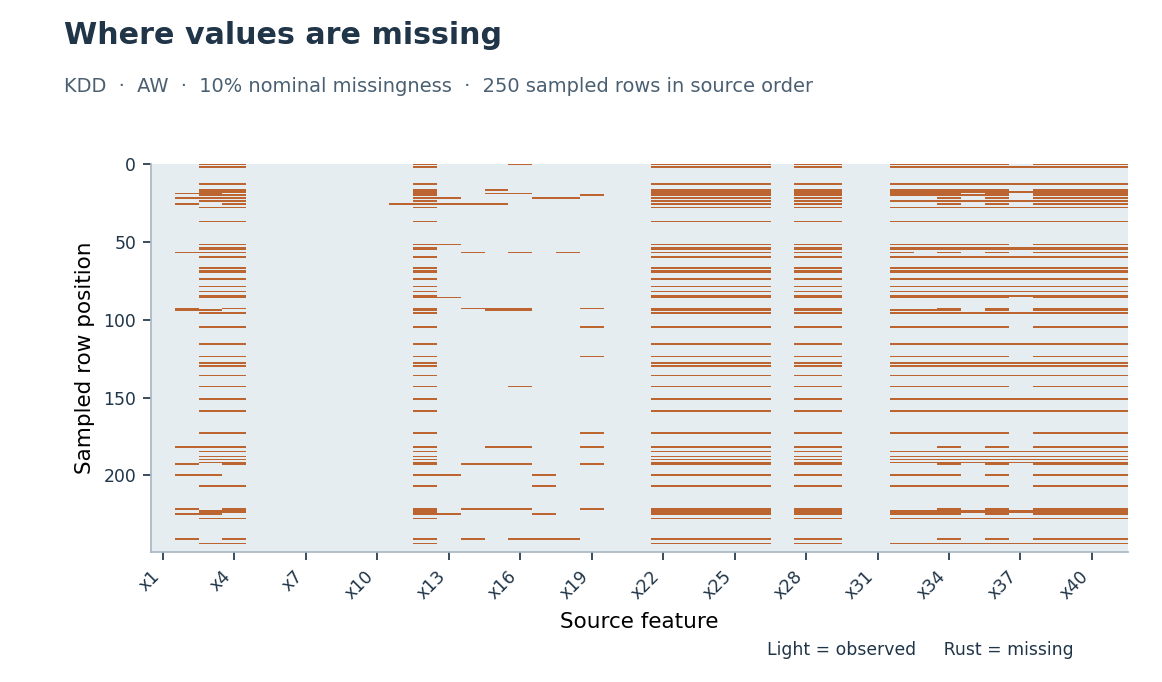 Where values are missing
KDD · AW · 10% nominal missingness · 250 sampled rows in source order
Sampled row position
0
50
100
150
200
x1 x4 x7 x10 x13 x16 x19 x22 x25 x28 x31 x34 x37 x40
Source feature
Light = observed Rust = missing